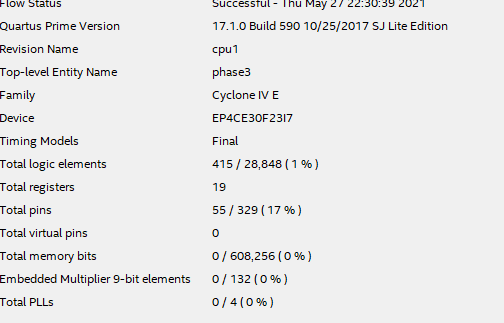 Flow Status Successful - Thu May 27 22:30:39 2021
Quartus Prime Version 17.1.0 Build 590 10/25/2017 SJ Lite Edition
Revision Name cpu1
Top-level Entity Name phase3
Family Cyclone IV E
Device EP4CE30F23I7
Timing Models Final
Total logic elements 415 / 28,848 ( 1 % )
Total registers 19
Total pins 55 / 329 ( 17 % )
Total virtual pins 0
Total memory bits 0 / 608,256 ( 0 % )
Embedded Multiplier 9-bit elements 0 / 132 ( 0 % )
Total PLLs 0 / 4 ( 0 % )